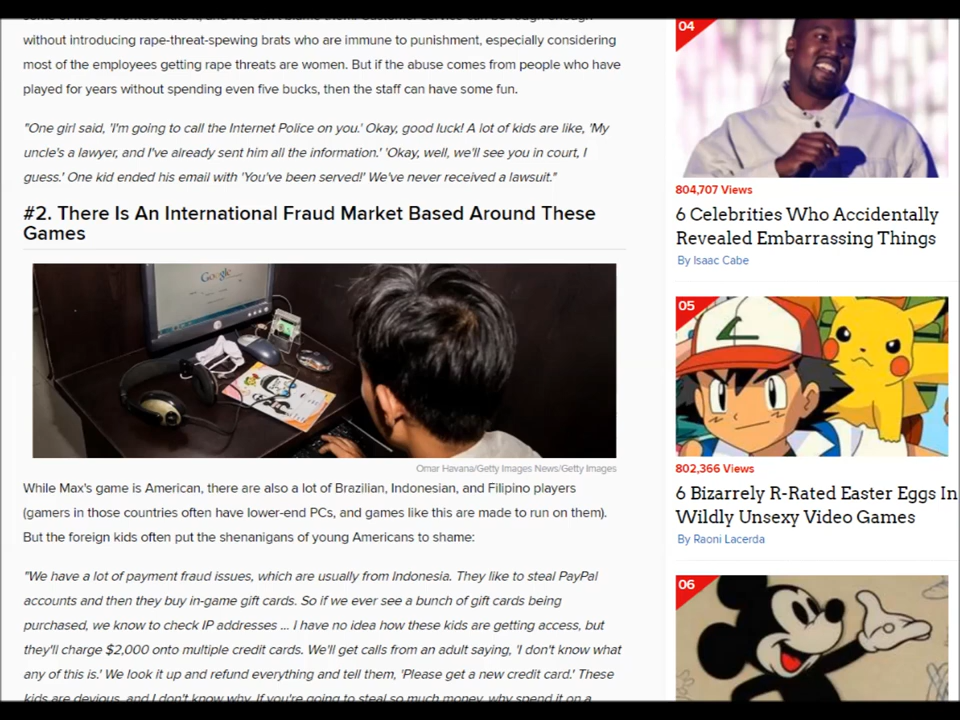 without introducing rape-threat-spewing brats who are immune to punishment, especially considering
most of the employees getting rape threats are women. But if the abuse comes from people who have
played for years without spending even five bucks, then the staff can have some fun.
"One girl said, 'I'm going to call the Internet Police on you.' Okay, good luck! A lot of kids are like, 'My
uncle's a lawyer, and I've already sent him all the information.' 'Okay, well, we'll see you in court, I
guess.' One kid ended his email with 'You've been served!' We've never received a lawsuit."
#2. There Is An International Fraud Market Based Around These
Games
Google
Omar Havana/Getty Images News/Getty Images
While Max's game is American, there are also a lot of Brazilian, Indonesian, and Filipino players
(gamers in those countries often have lower-end PCs, and games like this are made to run on them).
But the foreign kids often put the shenanigans of young Americans to shame:
"We have a lot of payment fraud issues, which are usually from Indonesia. They like to steal PayPal
accounts and then they buy in-game gift cards. So if we ever see a bunch of gift cards being
purchased, we know to check IP addresses ... I have no idea how these kids are getting access, but
they'll charge $2,000 onto multiple credit cards. We'll get calls from an adult saying, 'I don't know what
any of this is.' We look it up and refund everything and tell them, 'Please get a new credit card.' These
kids are devious, and I don't know why. If you're going to steal so much money, why spend it on a
04
804,707 Views
6 Celebrities Who Accidentally
Revealed Embarrassing Things
By Isaac Cabe
05
802,366 Views
6 Bizarrely R-Rated Easter Eggs In
Wildly Unsexy Video Games
By Raoni Lacerda
06